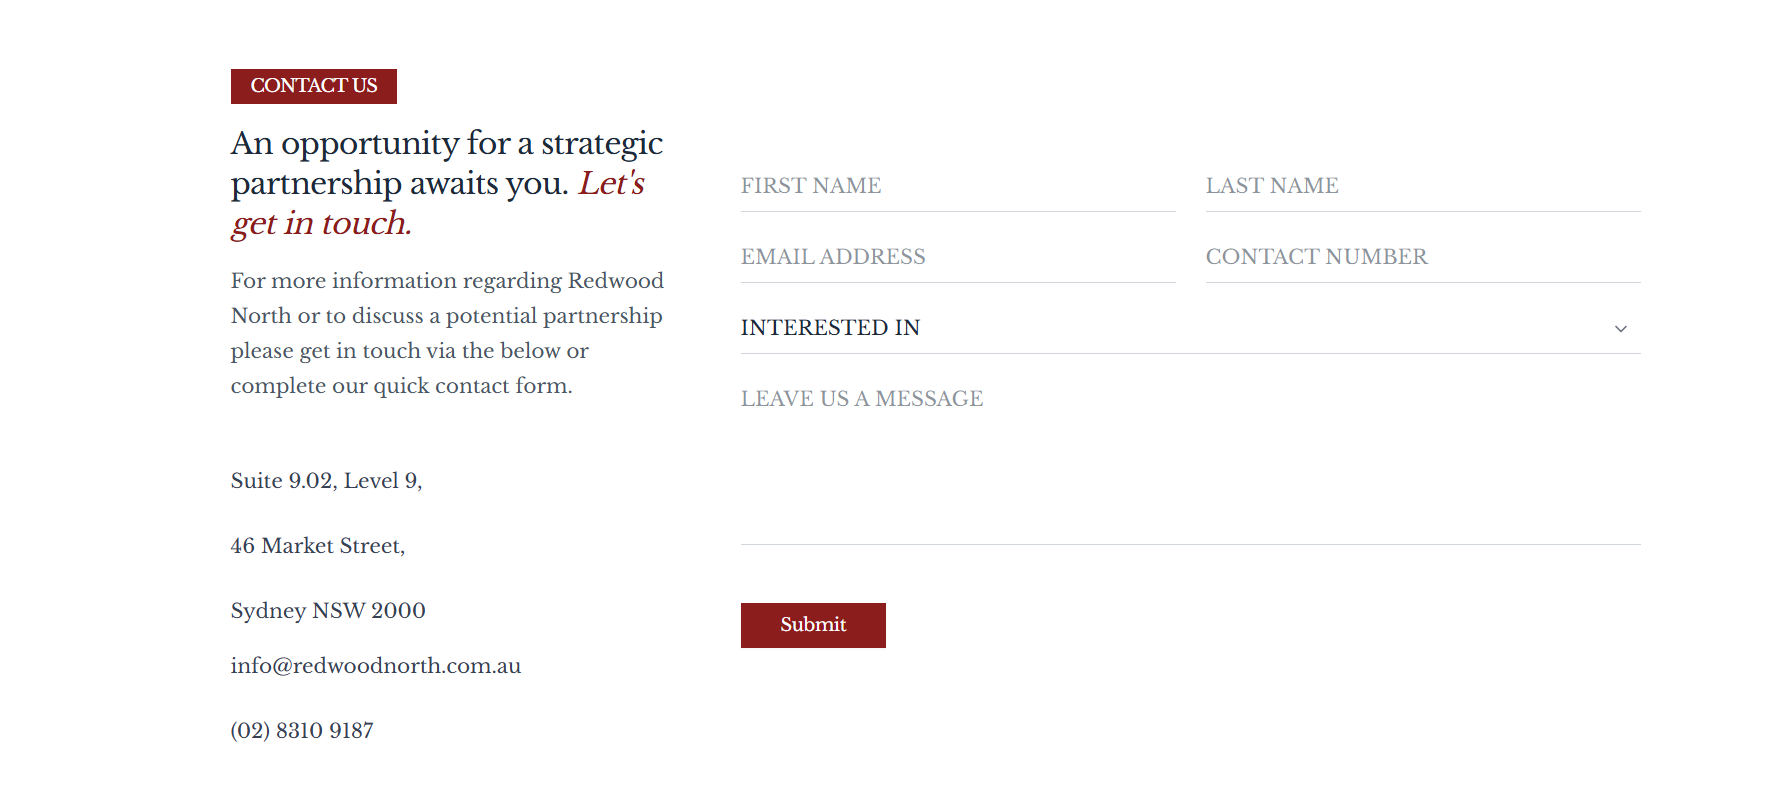 CONTACT US
An opportunity for a strategic
partnership awaits you. Let's
get in touch.
For more information regarding Redwood
North or to discuss a potential partnership
please get in touch via the below or
complete our quick contact form.
Suite 9.02, Level 9,
46 Market Street,
Sydney NSW 2000
info@redwoodnorth.com.au
(02) 8310 9187
FIRST NAME
LAST NAME
EMAIL ADDRESS
CONTACT NUMBER
INTERESTED IN
LEAVE US A MESSAGE
Submit